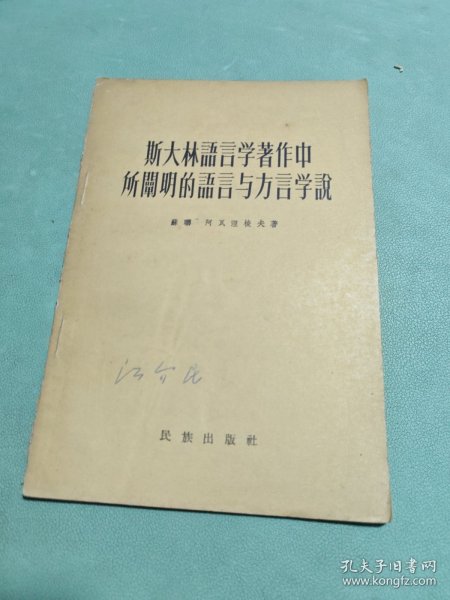 斯大林語言学著作中
所闡明的語言与方言学說
蘇聯 阿瓦涅梭夫著
民族出版社
孔夫子旧书网
www.kongfz.com